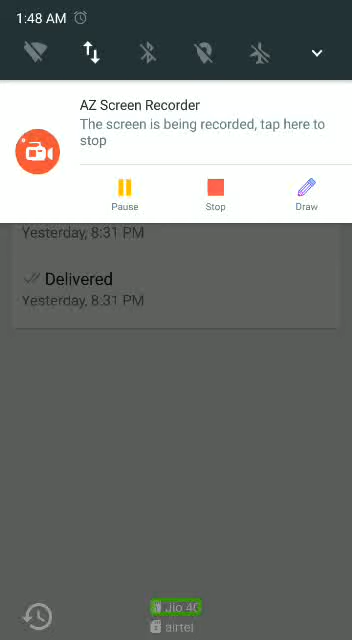 1:48 AM
AZ Screen Recorder
The screen is being recorded, tap here to
stop
Pause
Stop
Draw
Yesterday, 8:31 PM
Delivered
Yesterday, 8:31 PM
Jio 4G
airtel